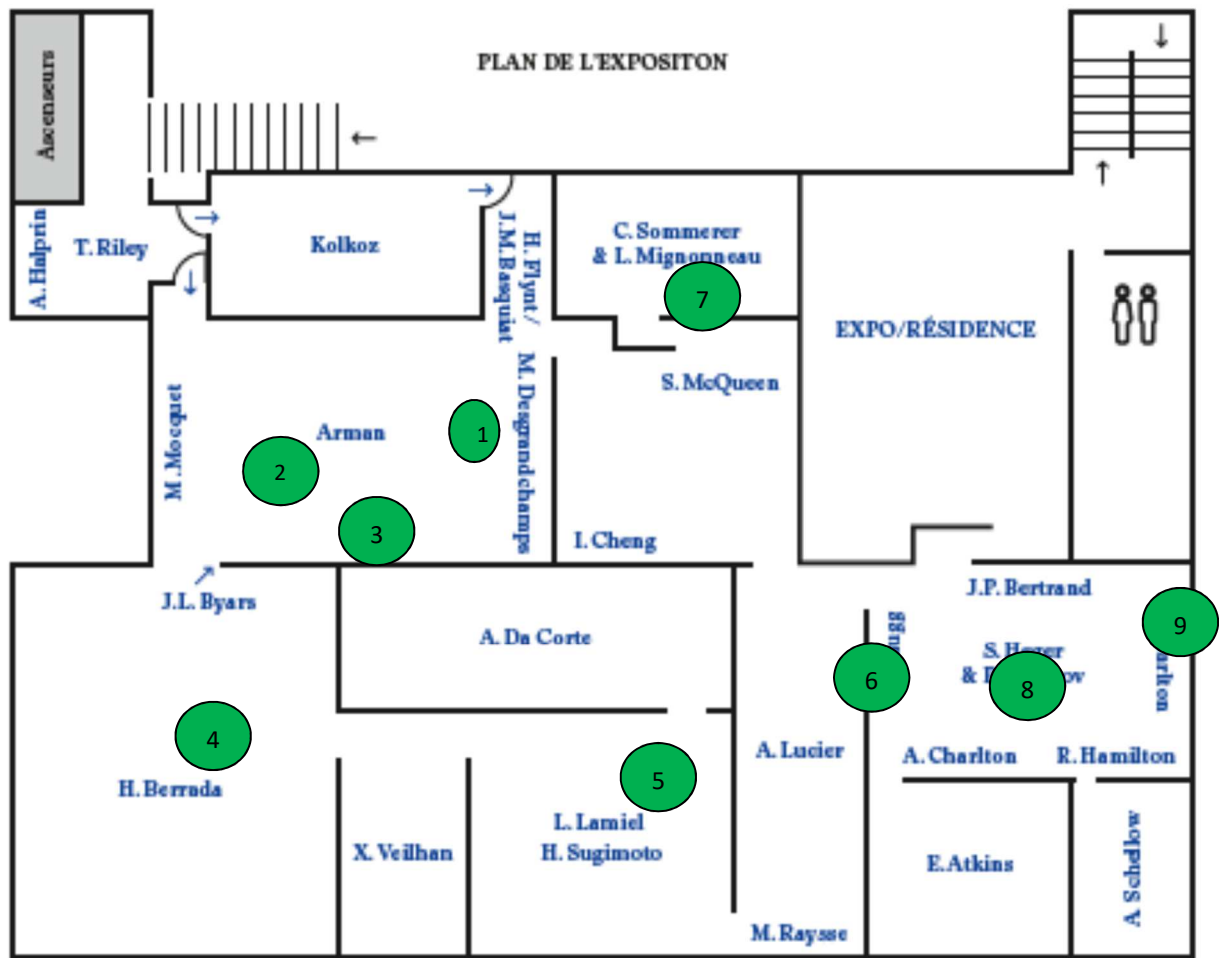 PLAN DE L'EXPOSITON
Ascenseurs
A. Halprin
T. Riley
Kolkoz
H. Flynt /
J.M. Basquiat
C. Sommerer
& L. Mignonneau
7
EXPO/RÉSIDENCE
S. McQueen
M. Mocquet
Arman
1
M. Desgrandchamps
2
3
I. Cheng
J.L. Byars
A. Da Corte
J.P. Bertrand
9
6
S.
&
8
4
H. Berrada
5
A. Lucier
A. Charlton
R. Hamilton
L. Lamiel
H. Sugimoto
X. Veilhan
E. Atkins
A. Schellow
M. Raysse